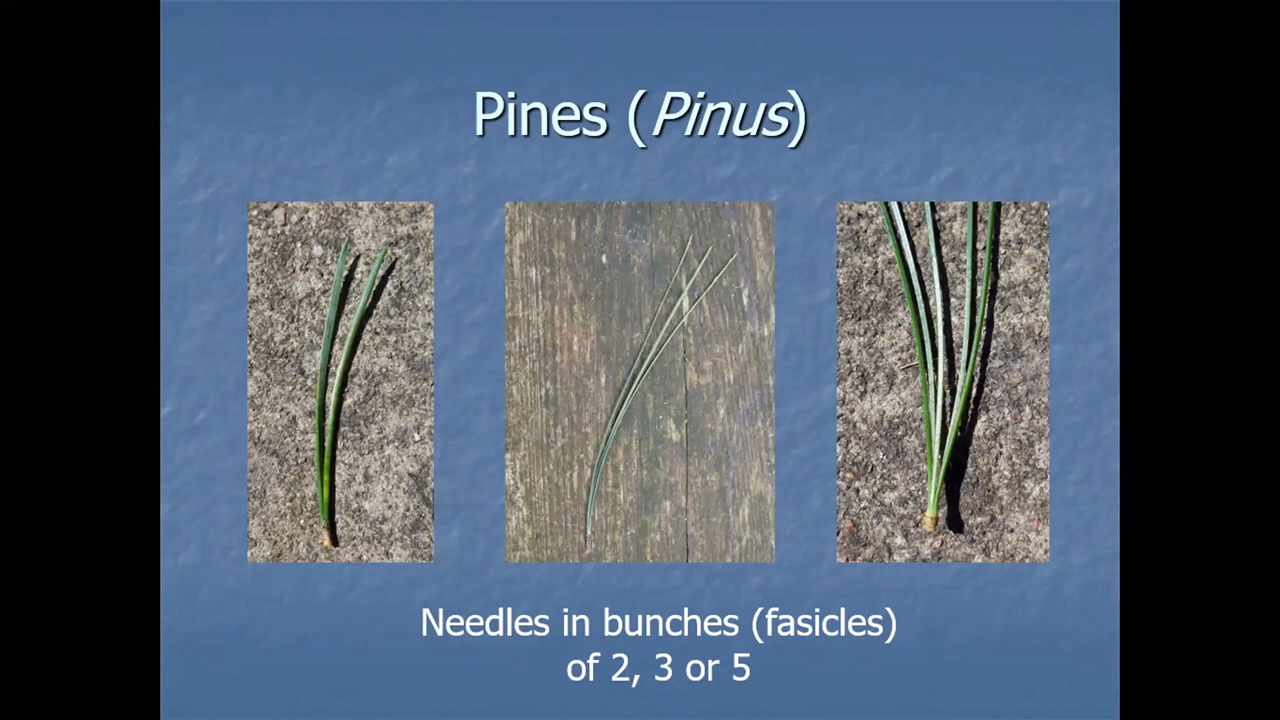 Pines (Pinus)
Needles in bunches (fasicles)
of 2, 3 or 5